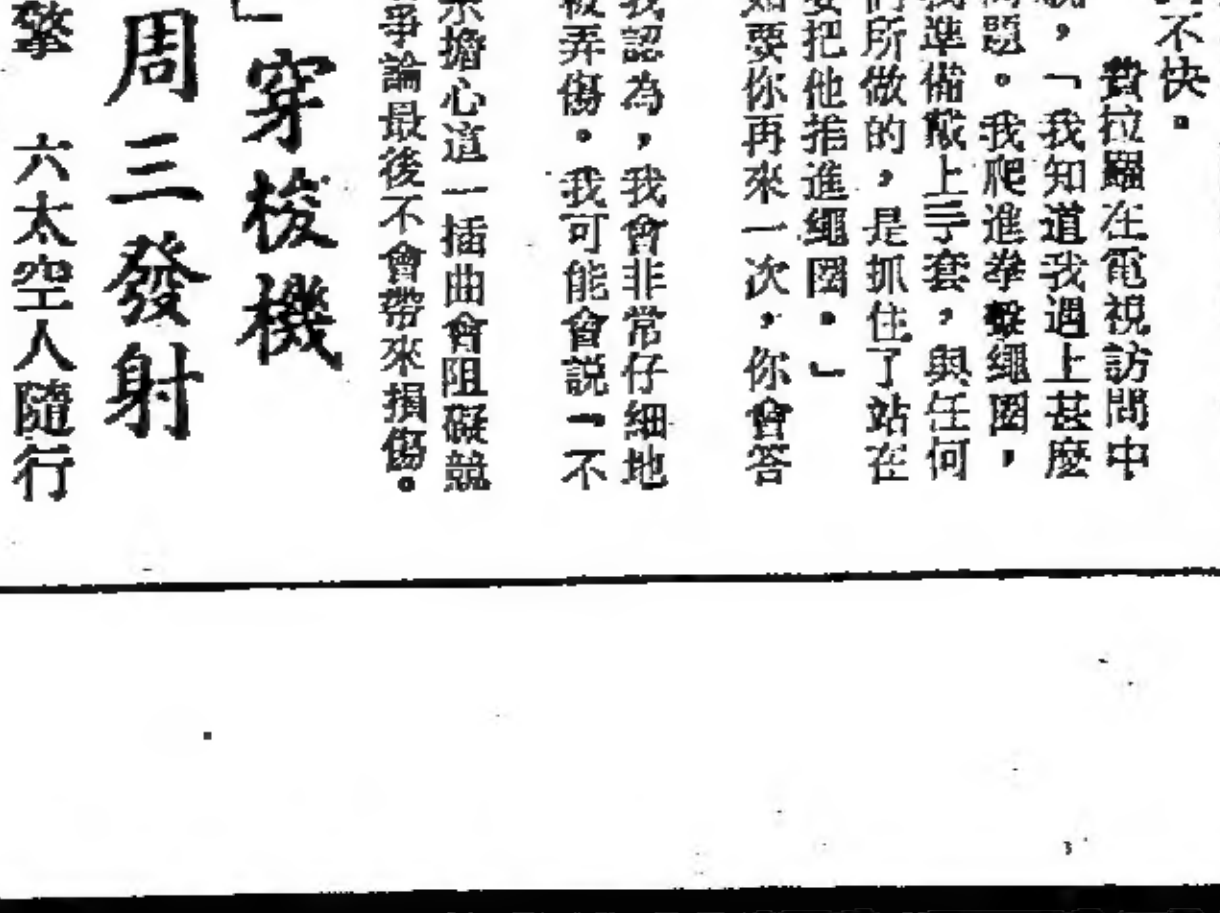 不快。
費拉羅在電視訪問中
說，「我知道我遇上甚麼
問題。我爬進拳擊繩圈，
我準備戴上手套，與任何
們所做的，是抓住了站在
要把他推進繩圈。」
如要你再來一次，你會答
我認為，我會非常仔細地
被弄傷。我可能會説「不
擔心這一插曲會阻礙競
爭論最後不會帶來損傷。
」穿梭機
周三發射
擎 六太空人隨行